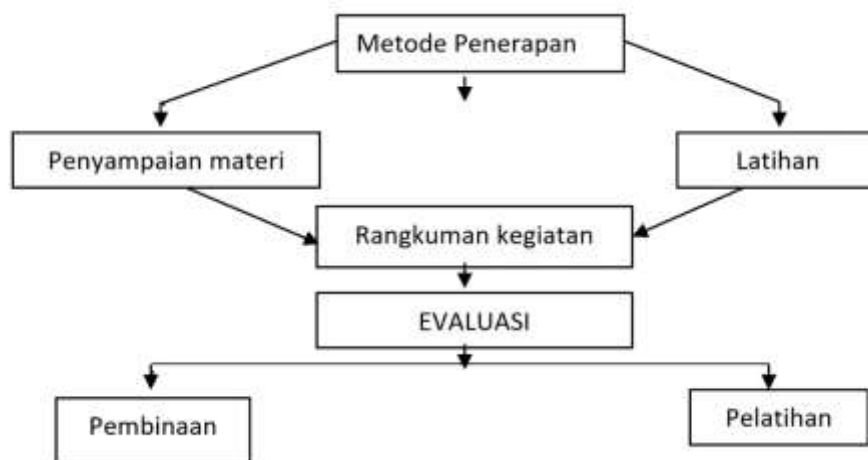 Metode Penerapan
Penyampaian materi
Latihan
Rangkuman kegiatan
EVALUASI
Pembinaan
Pelatihan